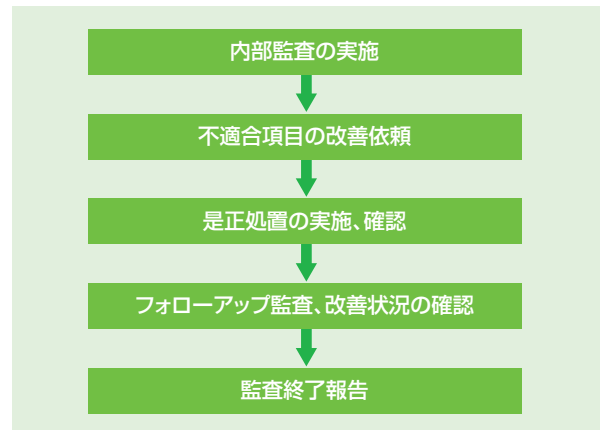 内部監査の実施
不適合項目の改善依頼
是正処置の実施、確認
フォローアップ監査、改善状況の確認
監査終了報告